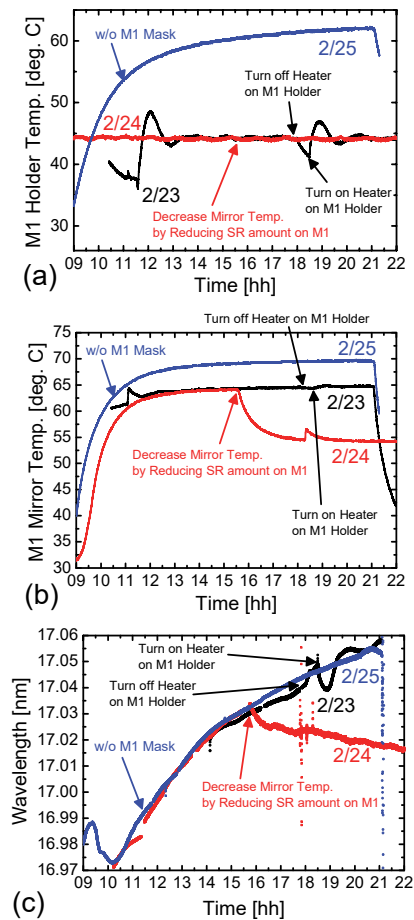 M1 Holder Temp. [deg. C]
65
60
55
50
45
40
35
30
w/o M1 Mask
2/25
Turn off Heater
on M1 Holder
2/24
2/23
Decrease Mirror Temp.
by Reducing SR amount on M1
Turn on Heater
on M1 Holder
09 10 11 12 13 14 15 16 17 18 19 20 21 22
Time [hh]
(a)
M1 Mirror Temp. [deg. C]
75
70
65
60
55
50
45
40
35
30
Turn off Heater on M1 Holder
w/o M1 Mask
2/25
2/23
2/24
Decrease Mirror Temp.
by Reducing SR amount on M1
Turn on Heater
on M1 Holder
09 10 11 12 13 14 15 16 17 18 19 20 21 22
Time [hh]
(b)
Wavelength [nm]
17.06
17.05
17.04
17.03
17.02
17.01
17.00
16.99
16.98
16.97
Turn on Heater
on M1 Holder
Turn off Heater
on M1 Holder
2/25
2/23
w/o M1 Mask
2/24
Decrease Mirror Temp.
by Reducing SR amount on M1
09 10 11 12 13 14 15 16 17 18 19 20 21 22
Time [hh]
(c)